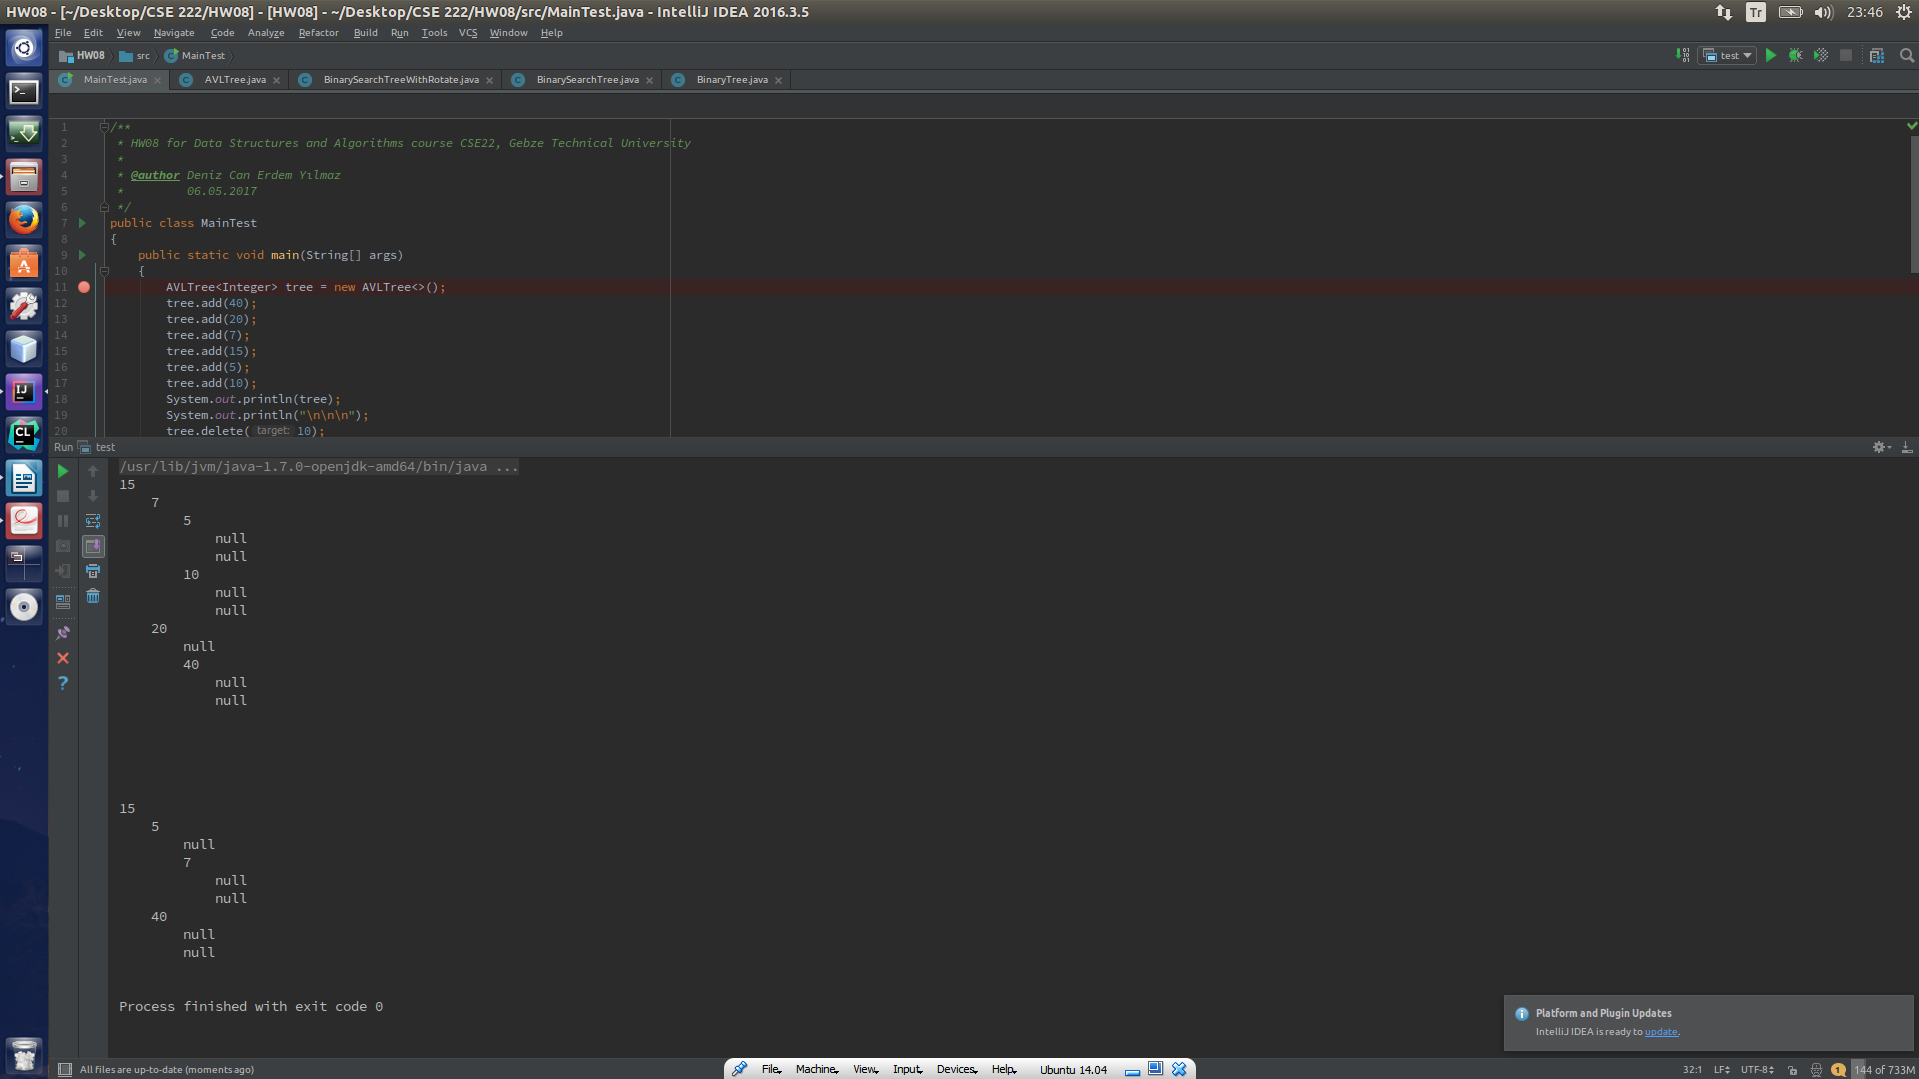 HW08 - [~/Desktop/CSE 222/HW08] - [HW08] - ~/Desktop/CSE 222/HW08/src/MainTest.java - IntelliJ IDEA 2016.3.5
Tr
23:46
File Edit View Navigate Code Analyze Refactor Build Run Tools VCS Window Help
HW08 src MainTest
test
MainTest.java AVLTree.java BinarySearchTreeWithRotate.java BinarySearchTree.java BinaryTree.java
1 /**
2 * HW08 for Data Structures and Algorithms course CSE22, Gebze Technical University
3 *
4 * @author Deniz Can Erdem Yılmaz
5 * 06.05.2017
6 */
7 public class MainTest
8 {
9 public static void main(String[] args)
10 {
11 AVLTree<Integer> tree = new AVLTree<>();
12 tree.add(40);
13 tree.add(20);
14 tree.add(7);
15 tree.add(15);
16 tree.add(5);
17 tree.add(10);
18 System.out.println(tree);
19 System.out.println("\n\n\n");
20 tree.delete( target: 10);
Run test
/usr/lib/jvm/java-1.7.0-openjdk-amd64/bin/java ...
15
7
5
null
null
10
null
null
20
null
40
null
null
15
5
null
7
null
null
40
null
null
Process finished with exit code 0
Platform and Plugin Updates
IntelliJ IDEA is ready to update.
All files are up-to-date (moments ago)
File Machine View Input Devices Help Ubuntu 14.04
32:1 LF UTF-8 1 144 of 733M